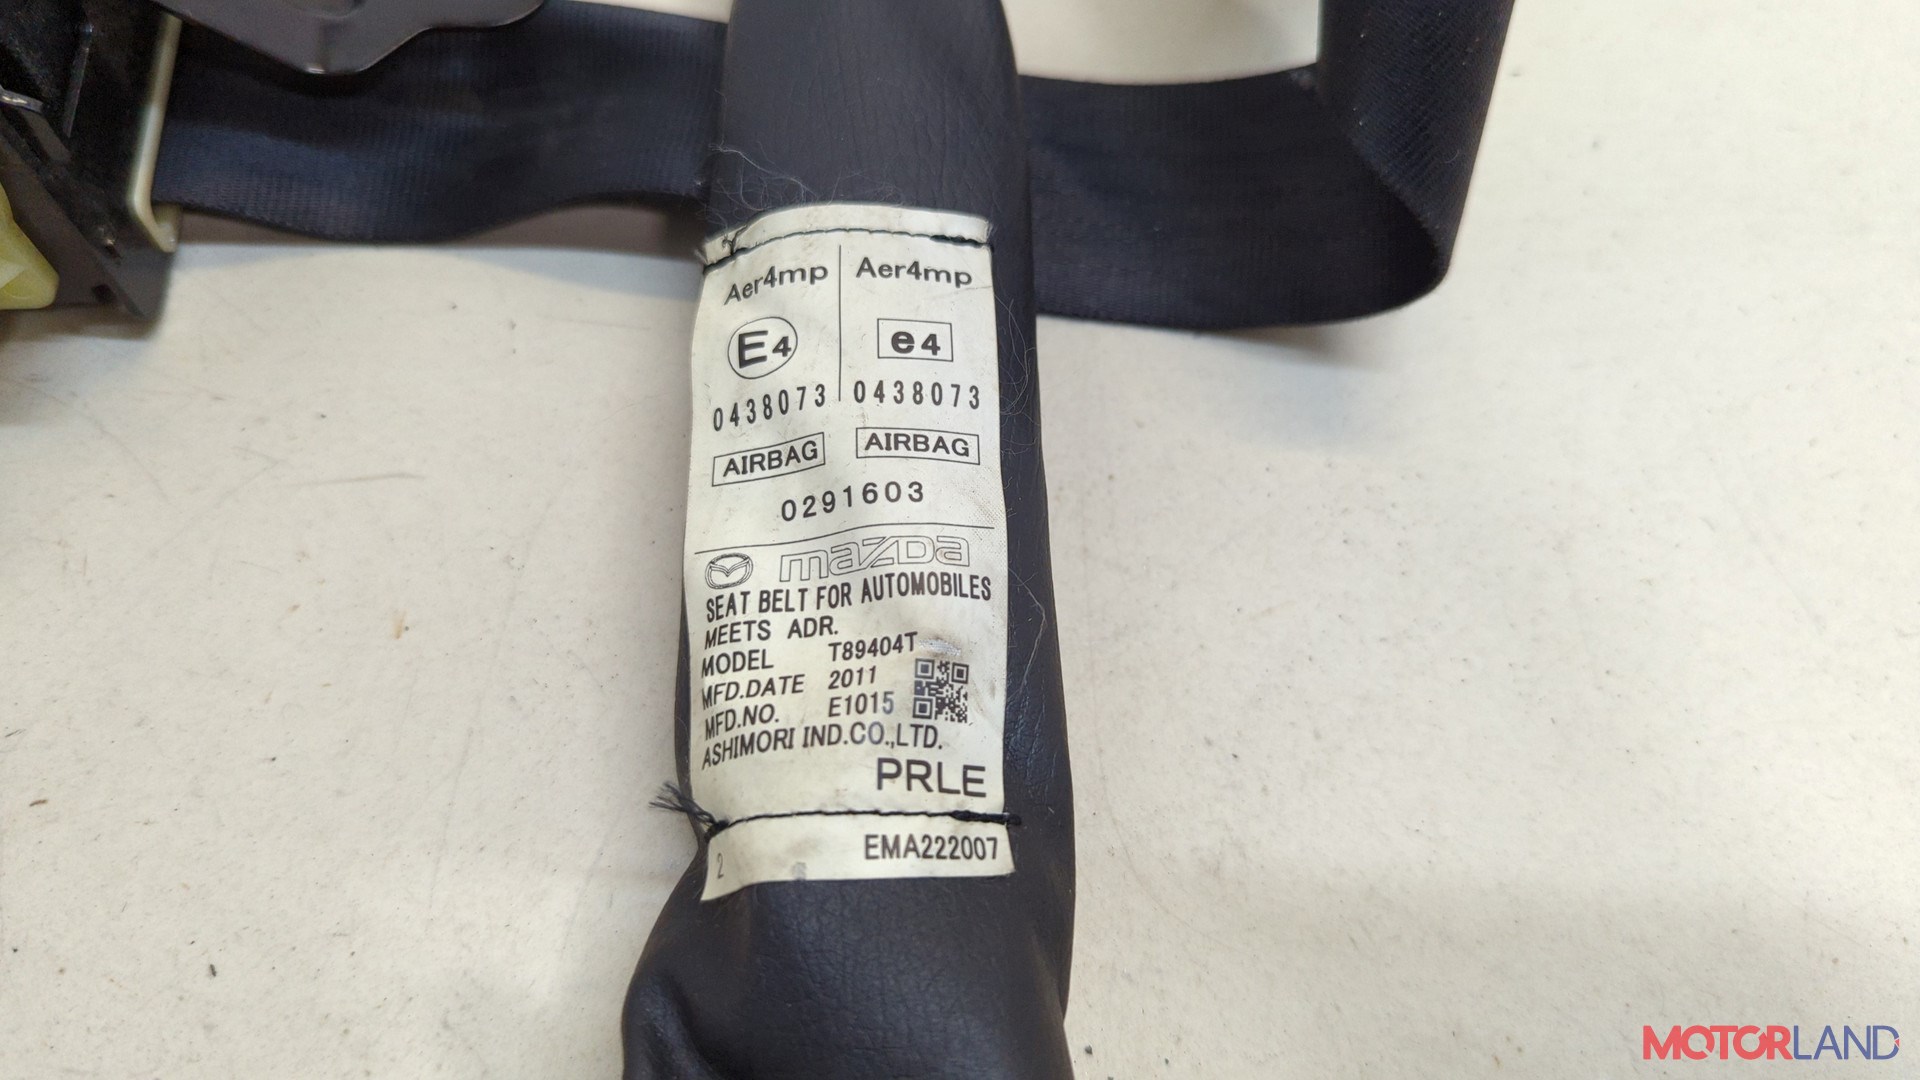 Aer4mp Aer4mp
E4 e4
0438073 0438073
AIRBAG AIRBAG
0291603
mazda
SEAT BELT FOR AUTOMOBILES
MEETS ADR.
MODEL T89404T
MFD.DATE 2011
MFD.NO. E1015
ASHIMORI IND.CO.,LTD.
PRLE
2 EMA222007
MOTORLAND